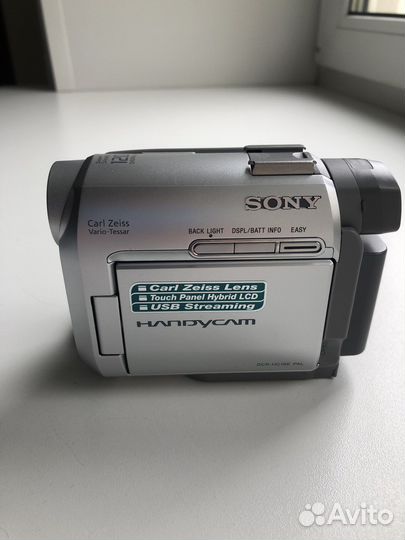 SONY
Carl Zeiss
Vario-Tessar
BACK LIGHT DSPL/BATT INFO EASY
Carl Zeiss Lens
Touch Panel Hybrid LCD
USB Streaming
HANDYCAM
Avito